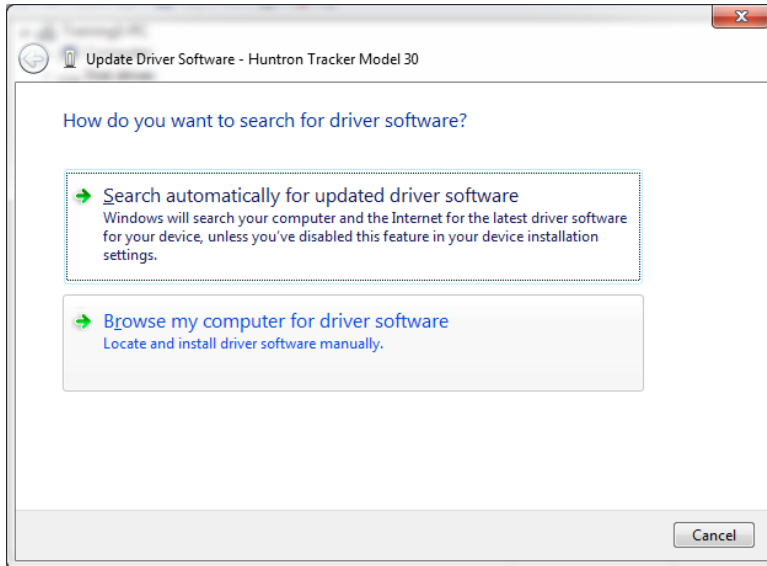 Update Driver Software - Huntron Tracker Model 30
How do you want to search for driver software?
Search automatically for updated driver software
Windows will search your computer and the Internet for the latest driver software
for your device, unless you've disabled this feature in your device installation
settings.
Browse my computer for driver software
Locate and install driver software manually.
Cancel